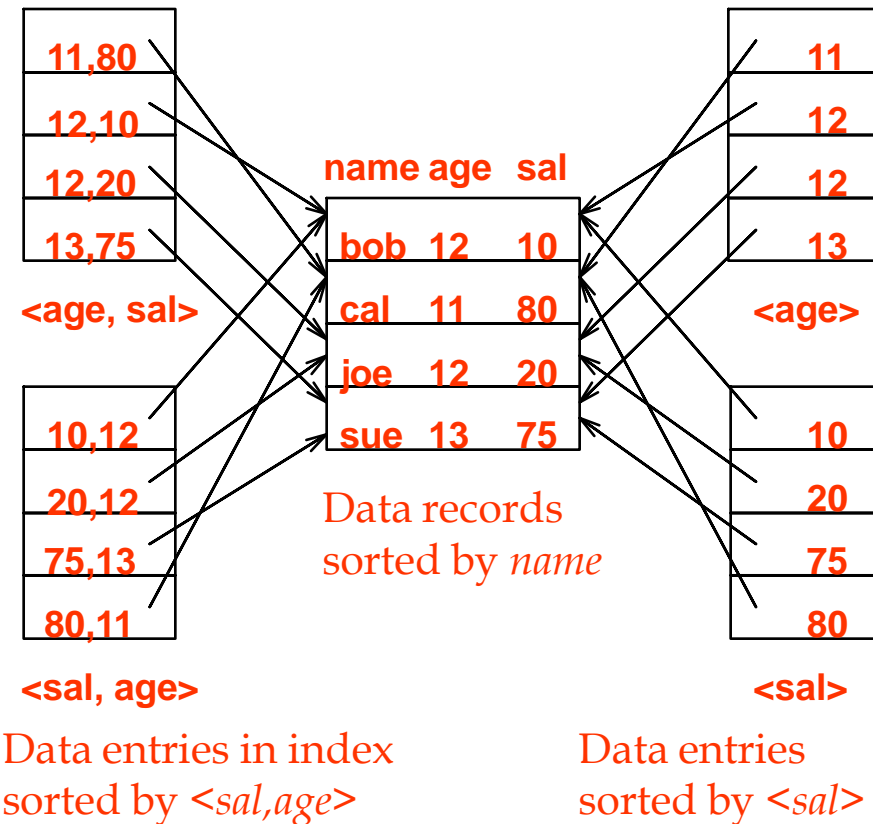 11,80
12,10
12,20
13,75
<age, sal>
10,12
20,12
75,13
80,11
<sal, age>
Data entries in index
sorted by <sal,age>
name age sal
bob 12 10
cal 11 80
joe 12 20
sue 13 75
Data records
sorted by name
11
12
12
13
<age>
10
20
75
80
<sal>
Data entries
sorted by <sal>